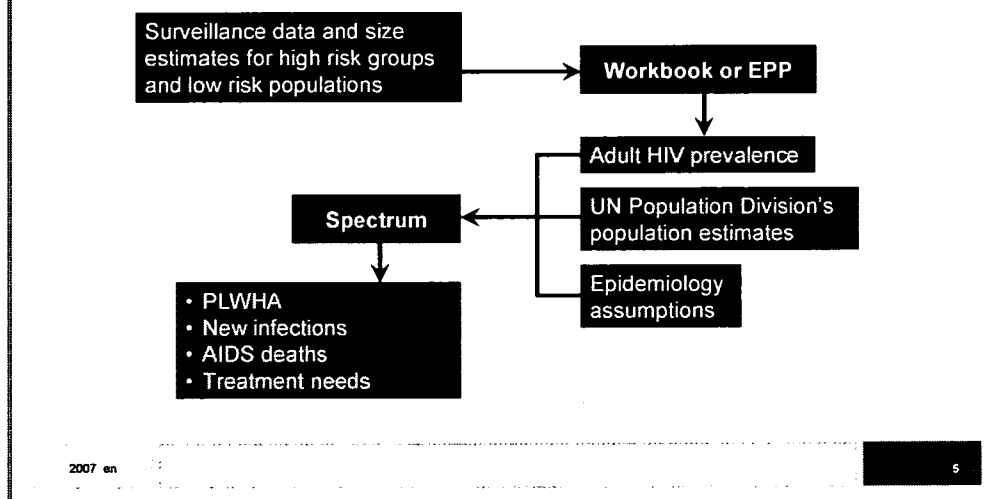 Surveillance data and size
estimates for high risk groups
and low risk populations
Workbook or EPP
Adult HIV prevalence
UN Population Division's
population estimates
Epidemiology
assumptions
Spectrum
• PLWHA
• New infections
• AIDS deaths
• Treatment needs
2007 en
5